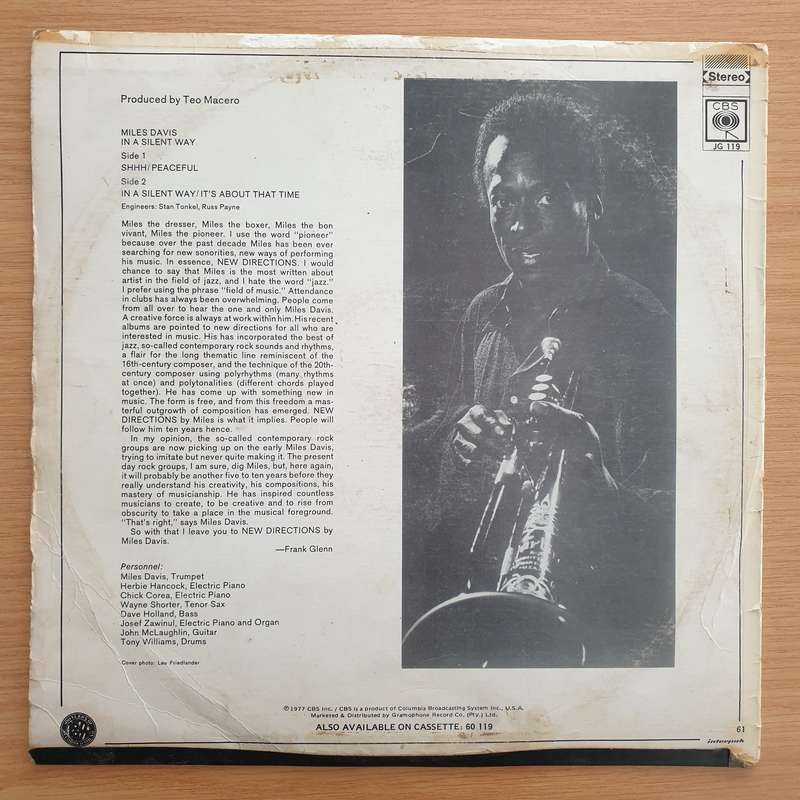 Stereo
CBS
JG 119
Produced by Teo Macero
MILES DAVIS
IN A SILENT WAY
Side 1
SHHH/PEACEFUL
Side 2
IN A SILENT WAY/IT'S ABOUT THAT TIME
Engineers: Stan Tonkel, Russ Payne
Miles the dresser, Miles the boxer, Miles the bon
vivant, Miles the pioneer. I use the word "pioneer"
because over the past decade Miles has been ever
searching for new sonorities, new ways of performing
his music. In essence, NEW DIRECTIONS. I would
chance to say that Miles is the most written about
artist in the field of jazz, and I hate the word "jazz."
I prefer using the phrase "field of music." Attendance
in clubs has always been overwhelming. People come
from all over to hear the one and only Miles Davis.
A creative force is always at work within him. His recent
albums are pointed to new directions for all who are
interested in music. His has incorporated the best of
jazz, so-called contemporary rock sounds and rhythms,
a flair for the long thematic line reminiscent of the
16th-century composer, and the technique of the 20th-
century composer using polyrhythms (many rhythms
at once) and polytonalities (different chords played
together). He has come up with something new in
music. The form is free, and from this freedom a mas-
terful outgrowth of composition has emerged. NEW
DIRECTIONS by Miles is what it implies. People will
follow him ten years hence.
In my opinion, the so-called contemporary rock
groups are now picking up on the early Miles Davis,
trying to imitate but never quite making it. The present
day rock groups, I am sure, dig Miles, but, here again,
it will probably be another five to ten years before they
really understand his creativity, his compositions, his
mastery of musicianship. He has inspired countless
musicians to create, to be creative and to rise from
obscurity to take a place in the musical foreground.
"That's right," says Miles Davis.
So with that I leave you to NEW DIRECTIONS by
Miles Davis.
—Frank Glenn
Personnel:
Miles Davis, Trumpet
Herbie Hancock, Electric Piano
Chick Corea, Electric Piano
Wayne Shorter, Tenor Sax
Dave Holland, Bass
Josef Zawinul, Electric Piano and Organ
John McLaughlin, Guitar
Tony Williams, Drums
Cover photo: Lee Friedlander
℗1977 CBS Inc. / CBS is a product of Columbia Broadcasting System Inc., U.S.A.
Marketed & Distributed by Gramophone Record Co. (Pty.) Ltd.
ALSO AVAILABLE ON CASSETTE: 60 119
61
interpak